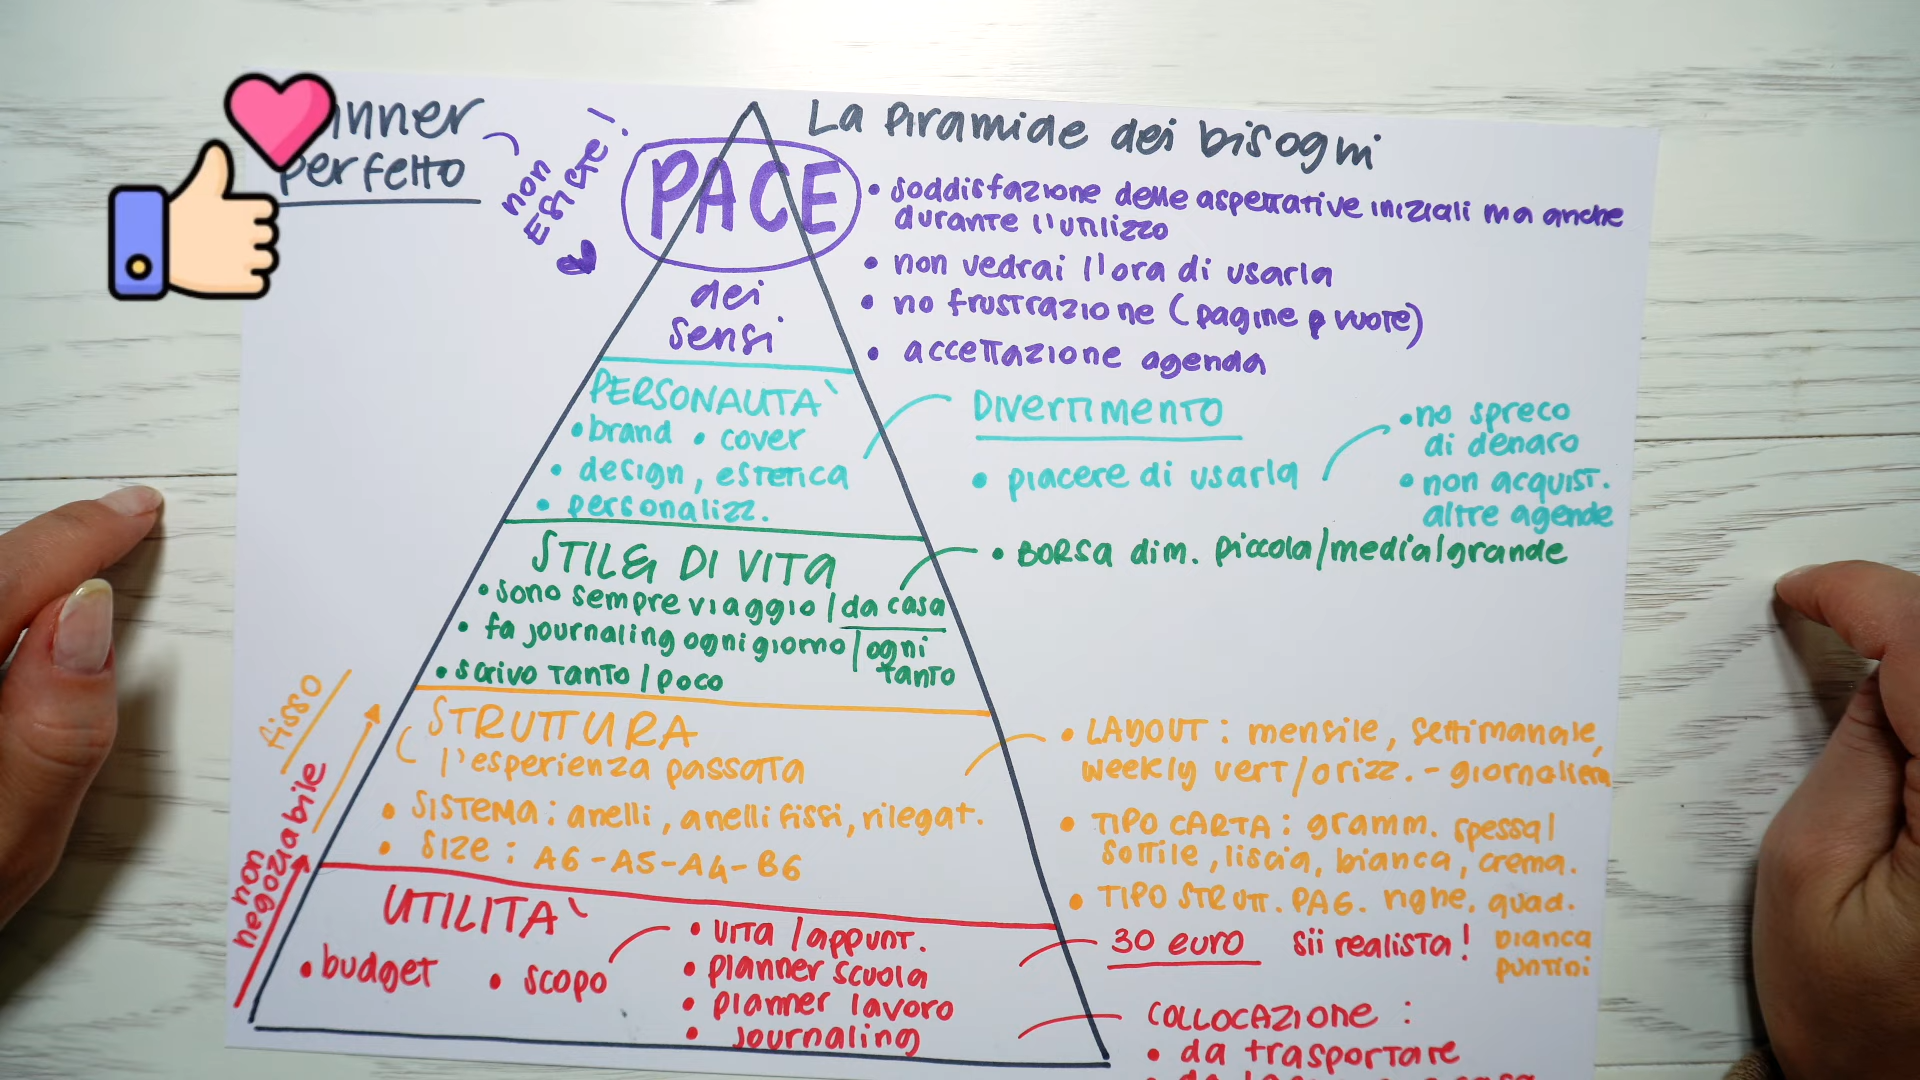 perfetto
non
ESISTE!
La piramide dei bisogni
PACE
dei
sensi
• soddisfazione delle aspettative iniziali ma anche
durante l'utilizzo
• non vedrai l'ora di usarla
• no frustrazione (pagine vuote)
• accettazione agenda
PERSONALITA'
• brand • cover
• design, estetica
• personalizz.
DIVERTIMENTO
• piacere di usarla
• no spreco
di denaro
• non acquist.
altre agende
STILE DI VITA
• sono sempre viaggio / da casa
• fa journaling ogni giorno / ogni
tanto
• scrivo tanto / poco
• BORSA dim. piccola/media/grande
fisso
STRUTTURA
l'esperienza passata
• SISTEMA: anelli, anelli fissi, rilegat.
• SIZE: A6-A5-A4-B6
• LAYOUT: mensile, settimanale,
weekly vert/orizz. - giornaliera
• TIPO CARTA: gramm. spessa/
sottile, liscia, bianca, crema.
• TIPO STRUTT. PAG. righe, quad.
bianca
puntini
non
negoziabile
UTILITA'
• budget
• scopo
• vita / appunt.
• planner scuola
• planner lavoro
• journaling
30 euro sii realista!
COLLOCAZIONE:
• da trasportare